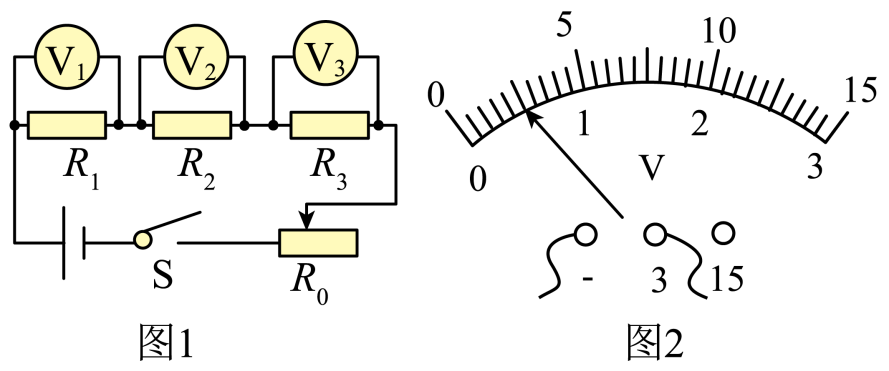 V₁ V₂ V₃
R₁ R₂ R₃
S R₀
图1
0 5 10 15
0 1 2 3
V
- 3 15
图2